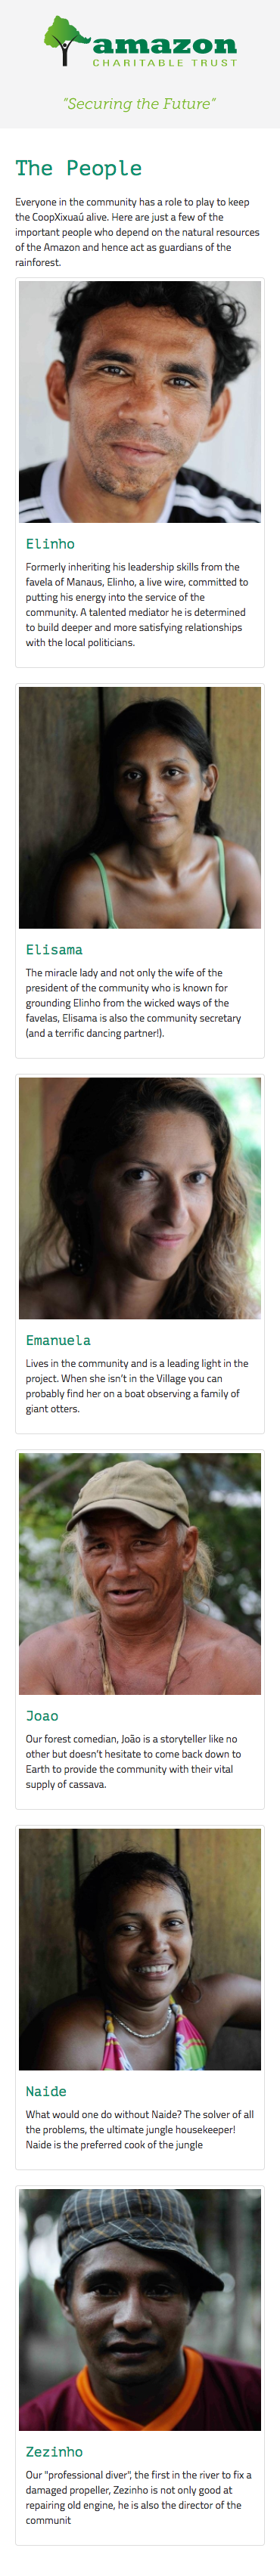 amazon
CHARITABLE TRUST
“Securing the Future”
The People
Everyone in the community has a role to play to keep
the CoopXixuaú alive. Here are just a few of the
important people who depend on the natural resources
of the Amazon and hence act as guardians of the
rainforest.
Elinho
Formerly inheriting his leadership skills from the
favela of Manaus, Elinho, a live wire, committed to
putting his energy into the service of the
community. A talented mediator he is determined
to build deeper and more satisfying relationships
with the local politicians.
Elisama
The miracle lady and not only the wife of the
president of the community who is known for
grounding Elinho from the wicked ways of the
favelas, Elisama is also the community secretary
(and a terrific dancing partner!).
Emanuela
Lives in the community and is a leading light in the
project. When she isn’t in the Village you can
probably find her on a boat observing a family of
giant otters.
Joao
Our forest comedian, João is a storyteller like no
other but doesn’t hesitate to come back down to
Earth to provide the community with their vital
supply of cassava.
Naide
What would one do without Naide? The solver of all
the problems, the ultimate jungle housekeeper!
Naide is the preferred cook of the jungle
Zezinho
Our "professional diver", the first in the river to fix a
damaged propeller, Zezinho is not only good at
repairing old engine, he is also the director of the
communit